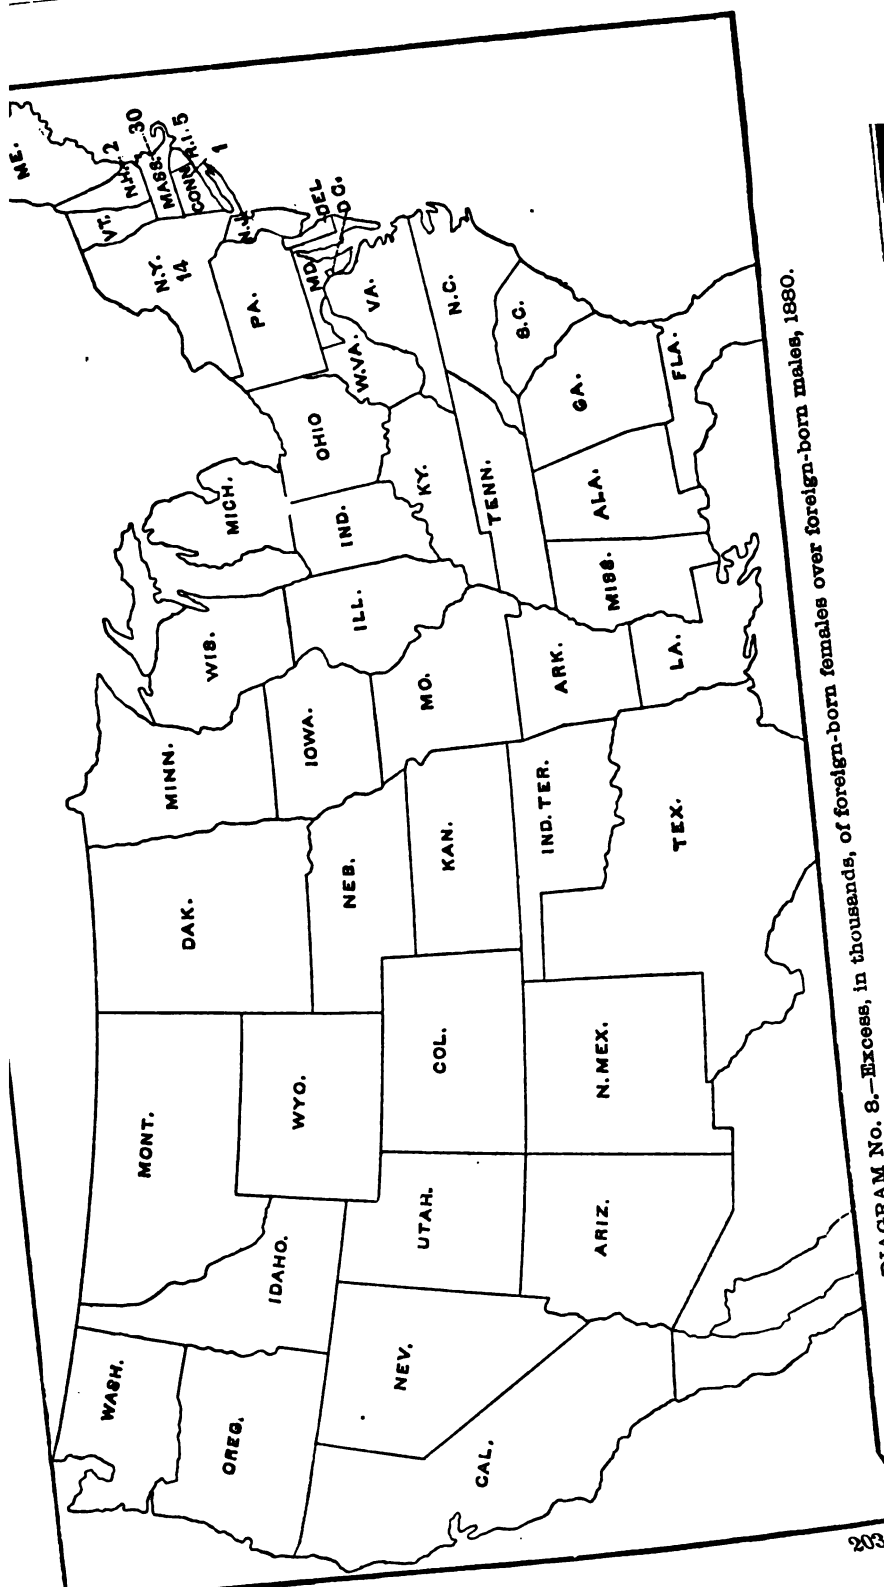 ME.
VT.
N.H. 2
30
MASS.
CONN. R.I. 5
1
N.Y.
14
N.J.
PA.
DEL
D.C.
MD.
VA.
W.VA.
N.C.
S.C.
GA.
FLA.
OHIO
KY.
TENN.
ALA.
MICH.
IND.
MISS.
ILL.
WIS.
MO.
ARK.
LA.
IOWA.
MINN.
IND. TER.
TEX.
KAN.
NEB.
DAK.
COL.
N. MEX.
WYO.
MONT.
UTAH.
ARIZ.
IDAHO.
NEV.
CAL.
WASH.
OREG.
DIAGRAM No. 8.—Excess, in thousands, of foreign-born females over foreign-born males, 1880.
203